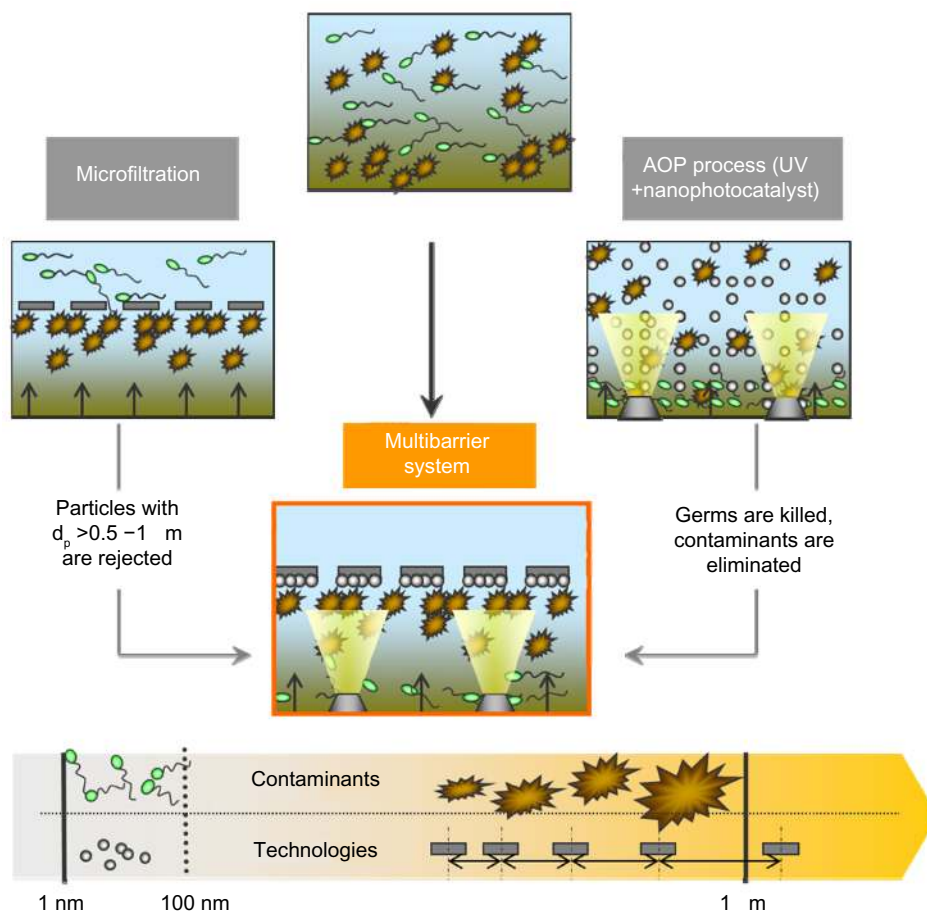 Microfiltration
AOP process (UV
+nanophotocatalyst)
Multibarrier
system
Particles with
dp >0.5 −1 m
are rejected
Germs are killed,
contaminants are
eliminated
Contaminants
Technologies
1 nm
100 nm
1 m